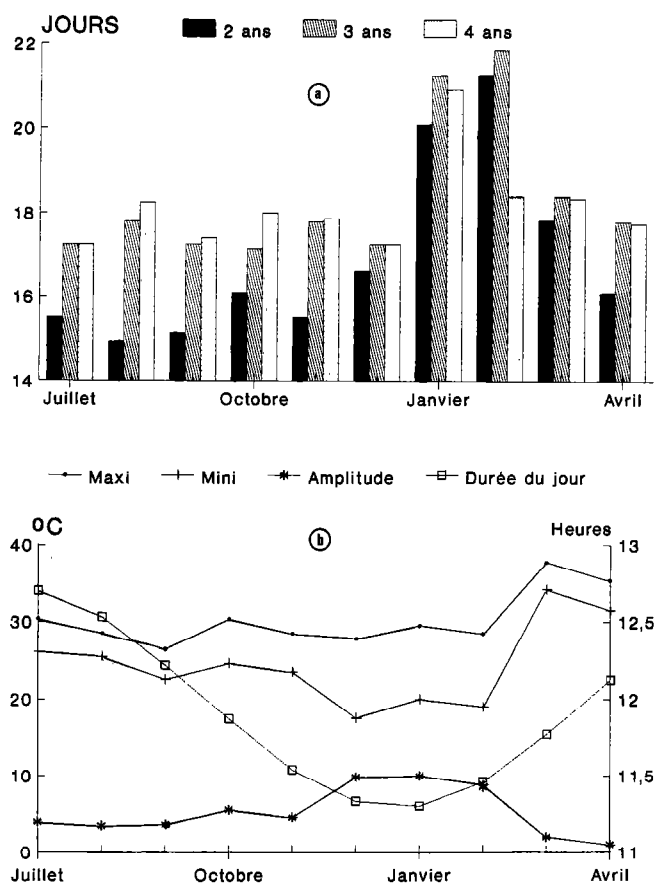 JOURS 2 ans 3 ans 4 ans
22
a
20
18
16
14
Juillet Octobre Janvier Avril
Maxi Mini Amplitude Durée du jour
°C b Heures
40 13
30 12,5
20 12
10 11,5
0 11
Juillet Octobre Janvier Avril